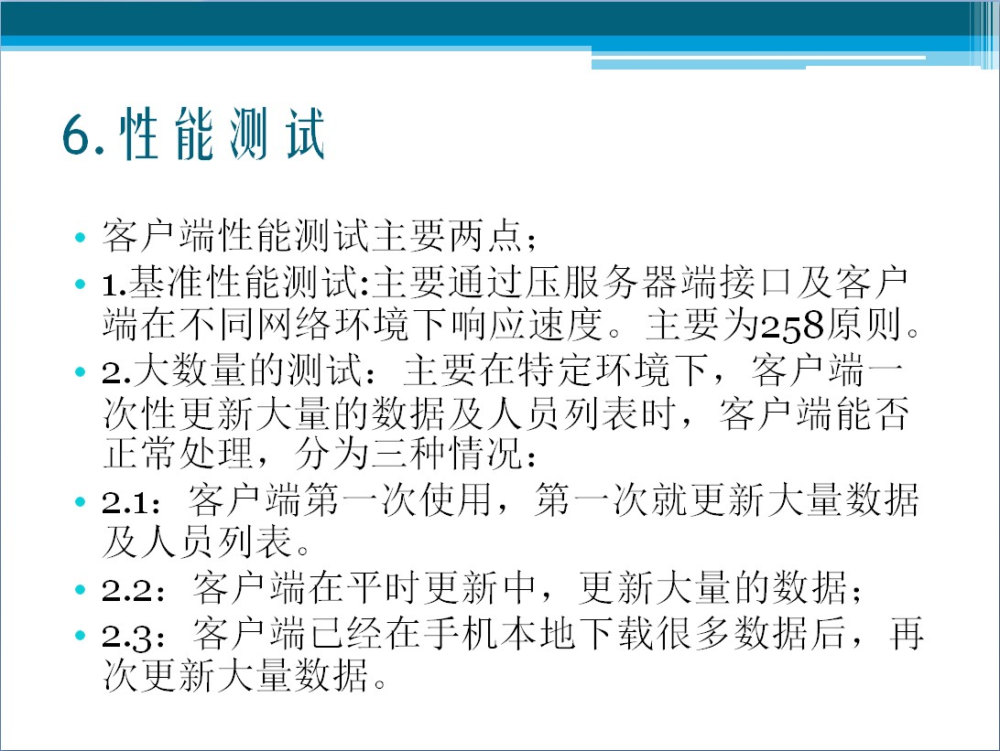 6.性能测试
• 客户端性能测试主要两点；
• 1.基准性能测试:主要通过压服务器端接口及客户
端在不同网络环境下响应速度。主要为258原则。
• 2.大数量的测试：主要在特定环境下，客户端一
次性更新大量的数据及人员列表时，客户端能否
正常处理，分为三种情况：
• 2.1：客户端第一次使用，第一次就更新大量数据
及人员列表。
• 2.2：客户端在平时更新中，更新大量的数据；
• 2.3：客户端已经在手机本地下载很多数据后，再
次更新大量数据。